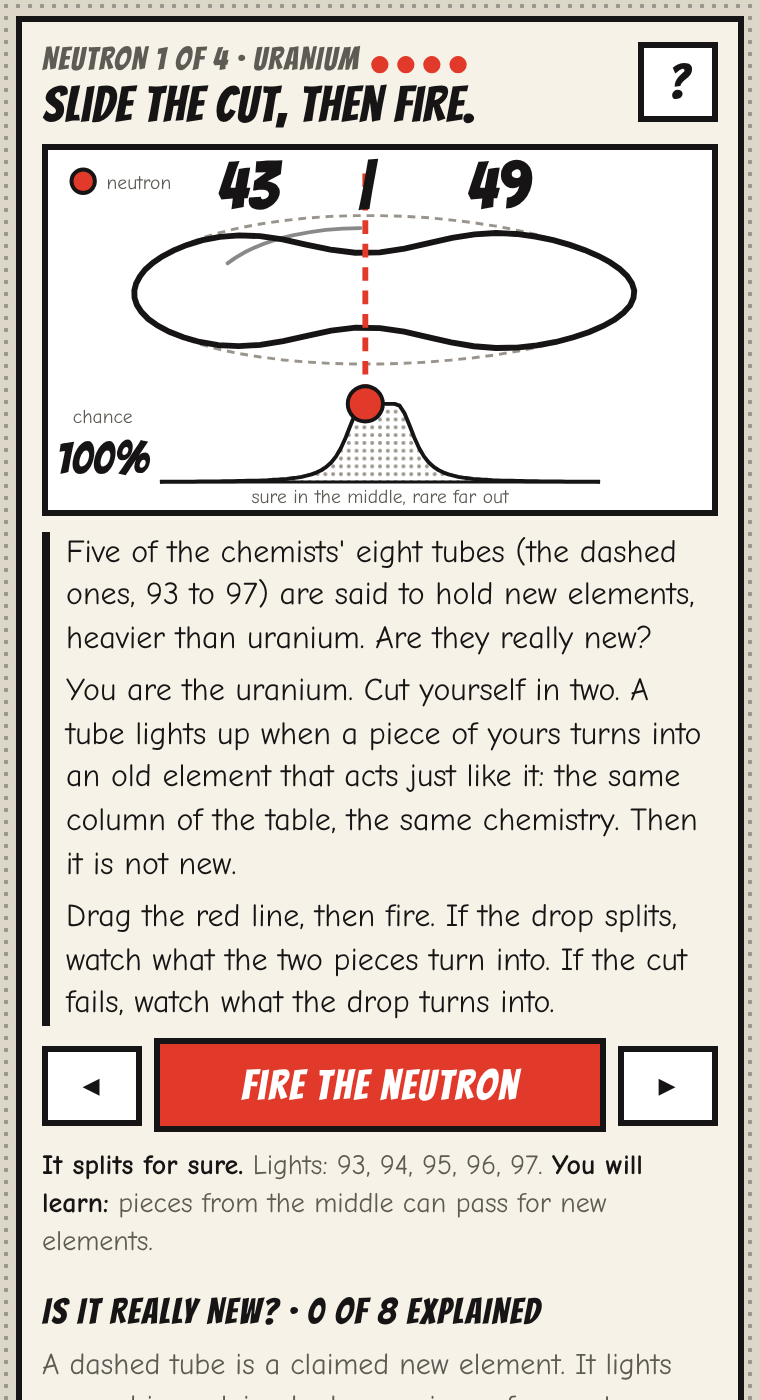 NEUTRON 1 OF 4 · URANIUM
SLIDE THE CUT, THEN FIRE.
?
neutron
43 / 49
chance
100%
sure in the middle, rare far out
Five of the chemists' eight tubes (the dashed
ones, 93 to 97) are said to hold new elements,
heavier than uranium. Are they really new?
You are the uranium. Cut yourself in two. A
tube lights up when a piece of yours turns into
an old element that acts just like it: the same
column of the table, the same chemistry. Then
it is not new.
Drag the red line, then fire. If the drop splits,
watch what the two pieces turn into. If the cut
fails, watch what the drop turns into.
◄ FIRE THE NEUTRON ►
It splits for sure. Lights: 93, 94, 95, 96, 97. You will
learn: pieces from the middle can pass for new
elements.
IS IT REALLY NEW? · 0 OF 8 EXPLAINED
A dashed tube is a claimed new element. It lights